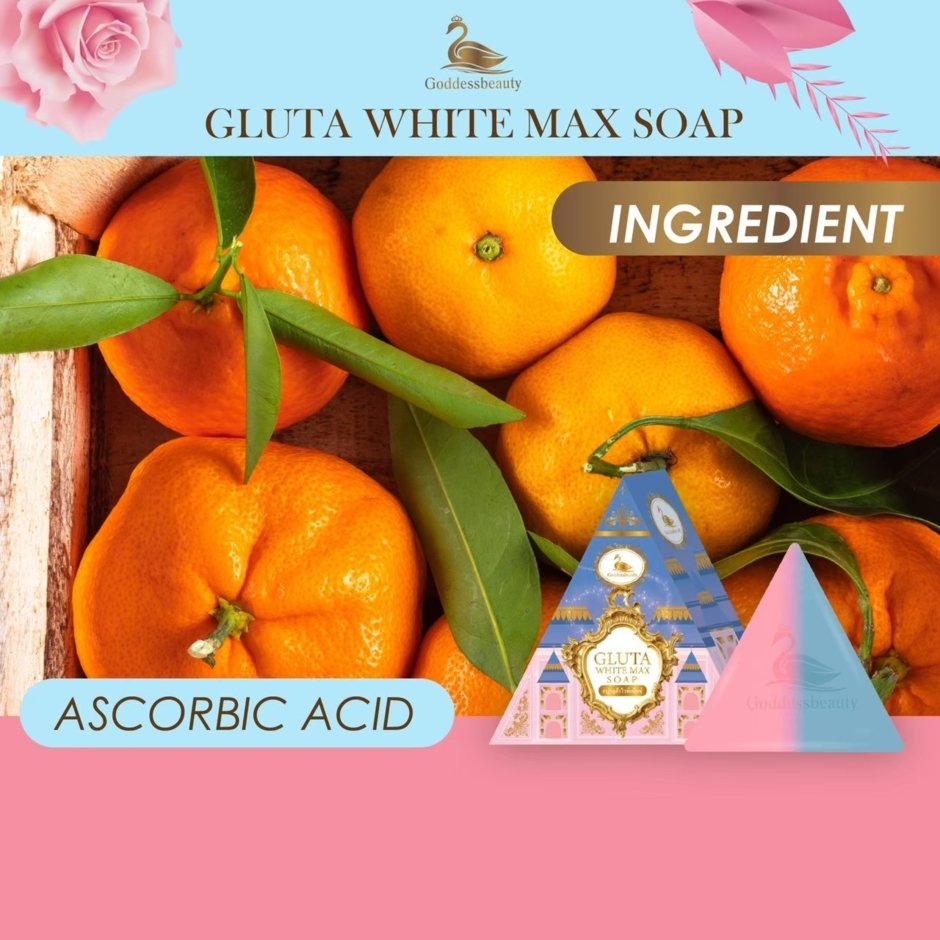 Goddessbeauty
GLUTA WHITE MAX SOAP
INGREDIENT
Goddessbeauty
GLUTA
WHITE MAX
SOAP
Goddessbeauty
ASCORBIC ACID